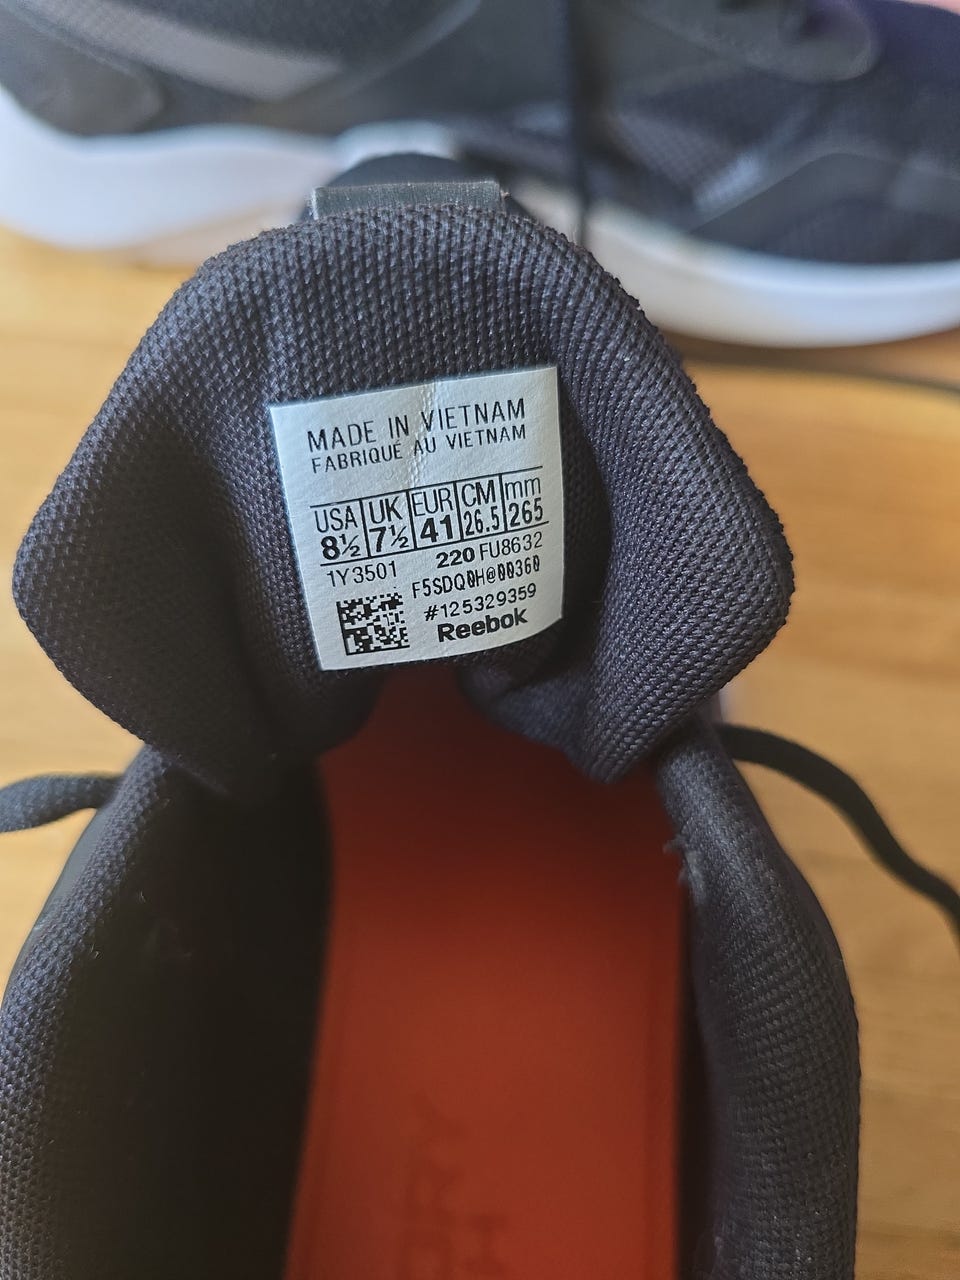 MADE IN VIETNAM
FABRIQUÉ AU VIETNAM
USA UK EUR CM mm
8½ 7½ 41 26.5 265
1Y3501 220 FU8632
F5SDQ0H@00360
#125329359
Reebok